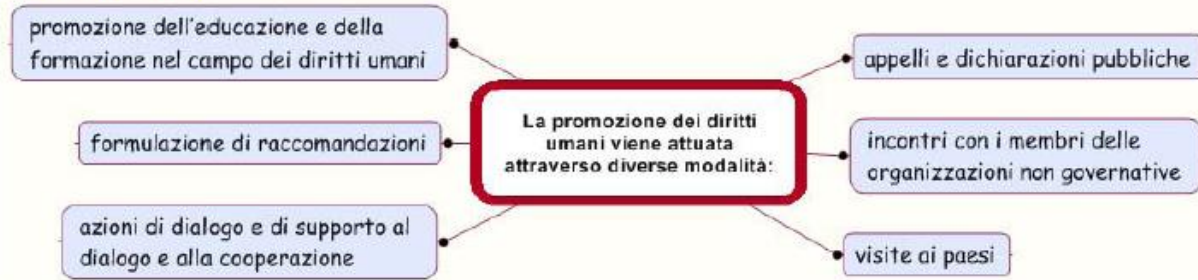 promozione dell'educazione e della
formazione nel campo dei diritti umani
formulazione di raccomandazioni
azioni di dialogo e di supporto al
dialogo e alla cooperazione
La promozione dei diritti
umani viene attuata
attraverso diverse modalità:
appelli e dichiarazioni pubbliche
incontri con i membri delle
organizzazioni non governative
visite ai paesi